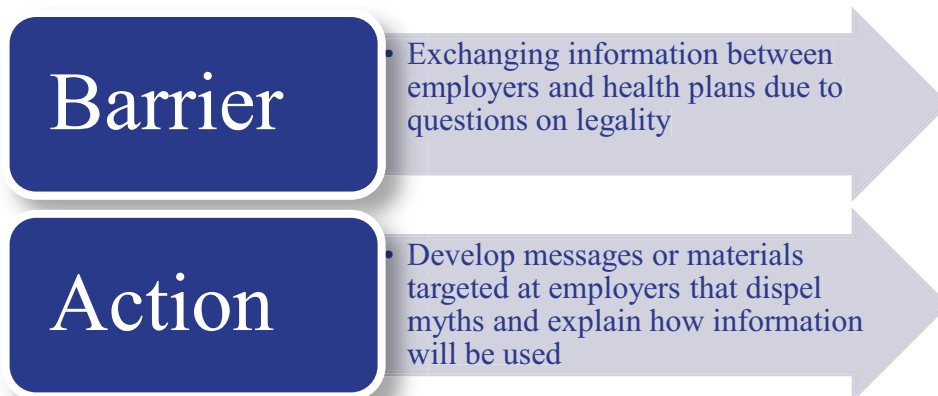 Barrier
• Exchanging information between
employers and health plans due to
questions on legality
Action
• Develop messages or materials
targeted at employers that dispel
myths and explain how information
will be used